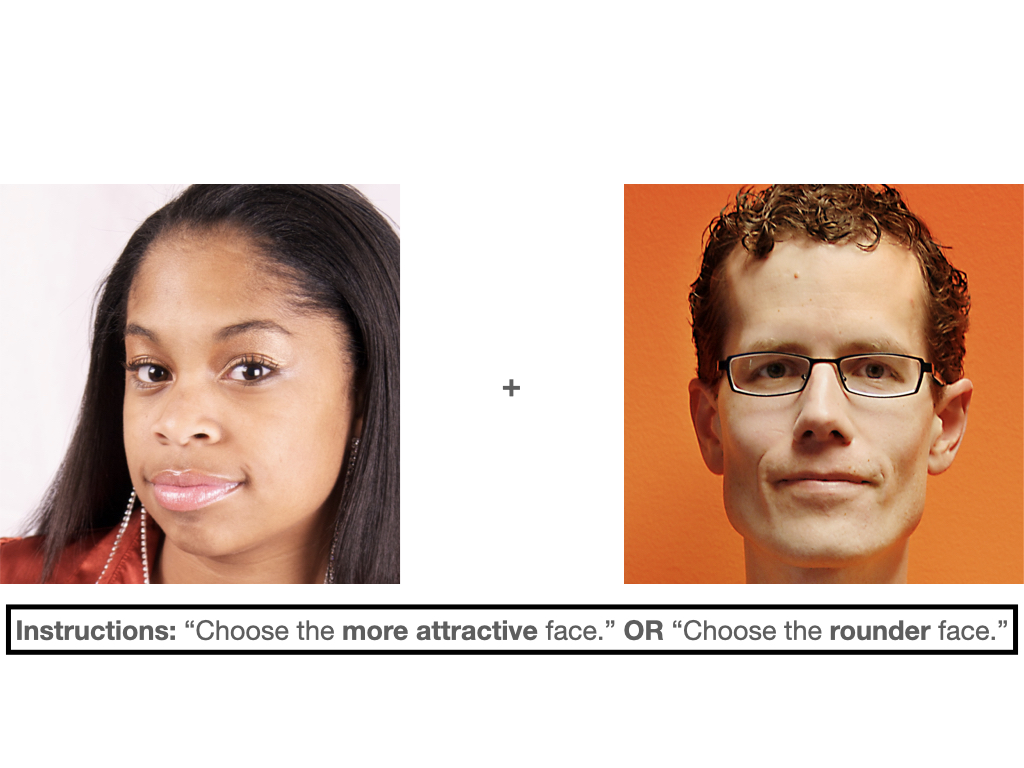 +
Instructions: “Choose the more attractive face.” OR “Choose the rounder face.”